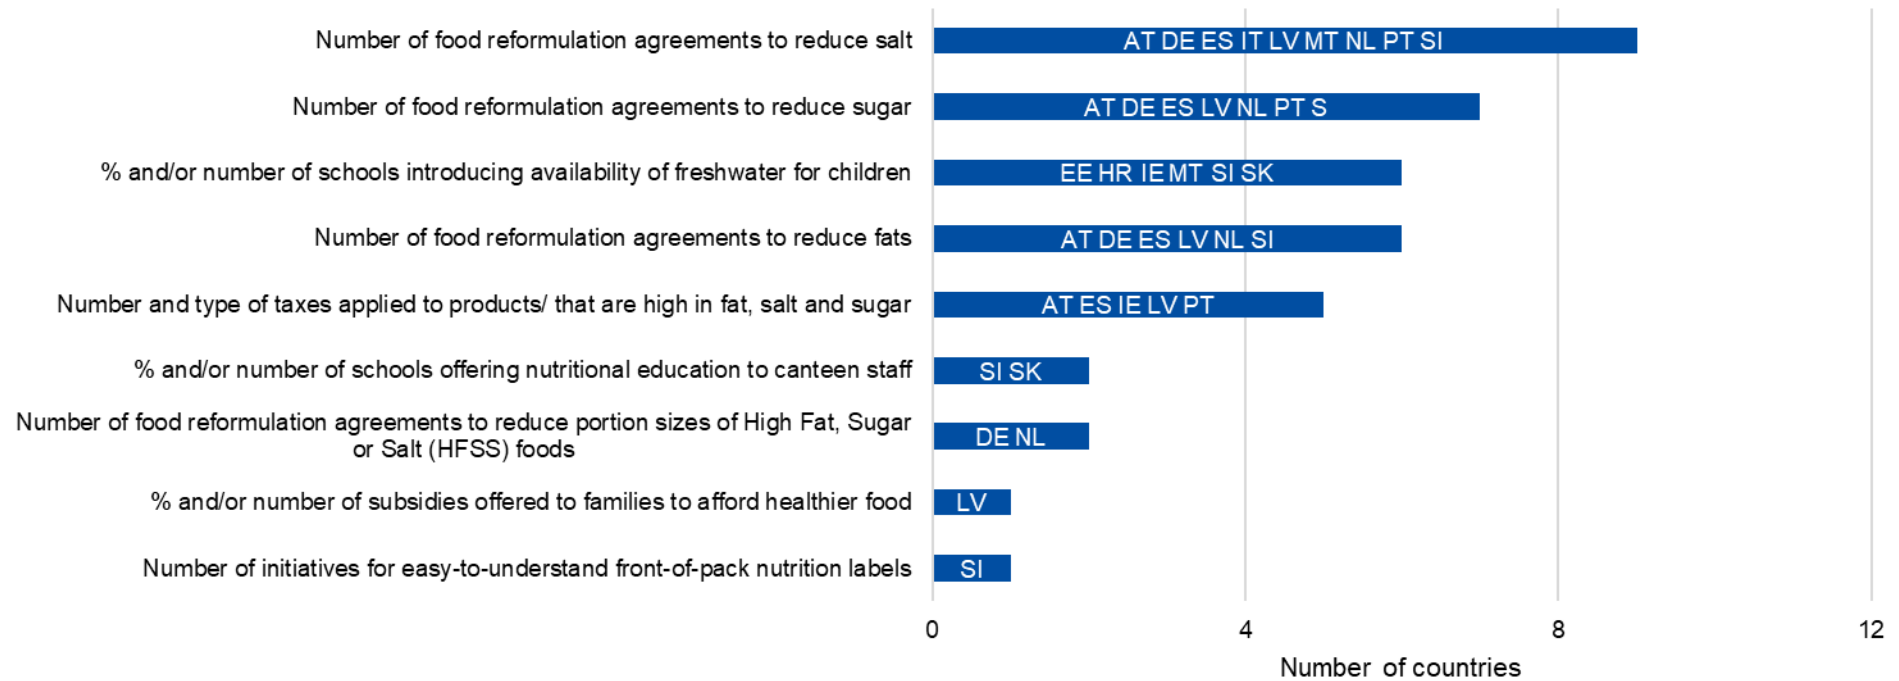 Number of food reformulation agreements to reduce salt
AT DE ES IT LV MT NL PT SI
Number of food reformulation agreements to reduce sugar
AT DE ES LV NL PT S
% and/or number of schools introducing availability of freshwater for children
EE HR IE MT SI SK
Number of food reformulation agreements to reduce fats
AT DE ES LV NL SI
Number and type of taxes applied to products/ that are high in fat, salt and sugar
AT ES IE LV PT
% and/or number of schools offering nutritional education to canteen staff
SI SK
Number of food reformulation agreements to reduce portion sizes of High Fat, Sugar
or Salt (HFSS) foods
DE NL
% and/or number of subsidies offered to families to afford healthier food
LV
Number of initiatives for easy-to-understand front-of-pack nutrition labels
SI
0 4 8 12
Number of countries